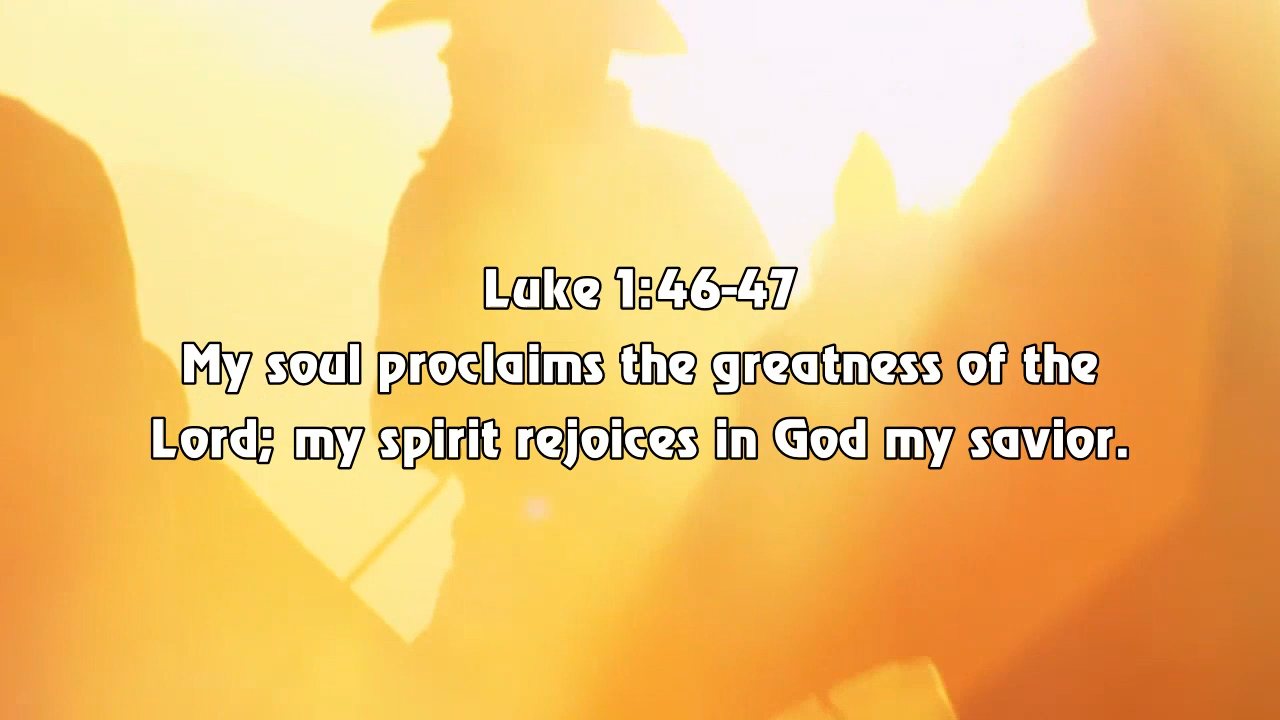 Luke 1:46-47
My soul proclaims the greatness of the
Lord; my spirit rejoices in God my savior.